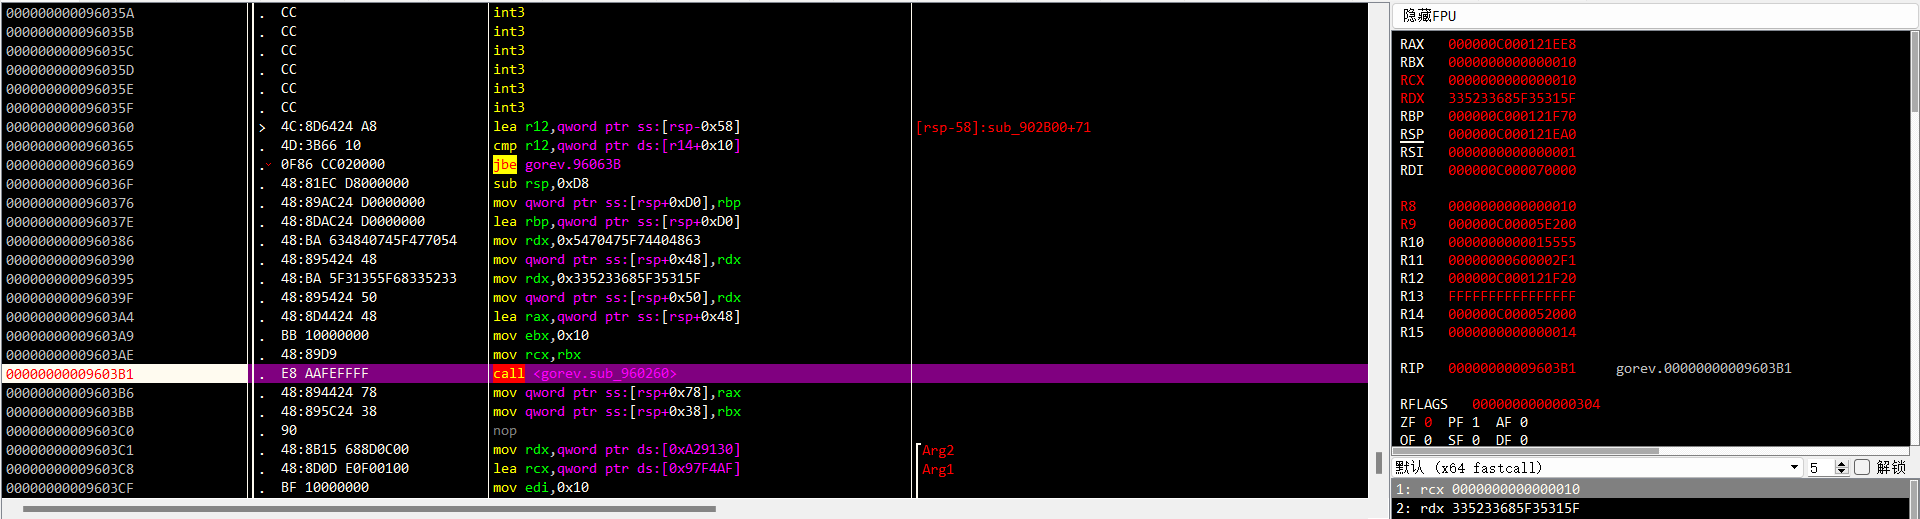 000000000096035A . CC int3
000000000096035B . CC int3
000000000096035C . CC int3
000000000096035D . CC int3
000000000096035E . CC int3
000000000096035F . CC int3
0000000000960360 > 4C:8D6424 A8 lea r12,qword ptr ss:[rsp-0x58] [rsp-58]:sub_902B00+71
0000000000960365 . 4D:3B66 10 cmp r12,qword ptr ds:[r14+0x10]
0000000000960369 . 0F86 CC020000 jbe gorev.96063B
000000000096036F . 48:81EC D8000000 sub rsp,0xD8
0000000000960376 . 48:89AC24 D0000000 mov qword ptr ss:[rsp+0xD0],rbp
000000000096037E . 48:8DAC24 D0000000 lea rbp,qword ptr ss:[rsp+0xD0]
0000000000960386 . 48:BA 634840745F477054 mov rdx,0x5470475F74404863
0000000000960390 . 48:895424 48 mov qword ptr ss:[rsp+0x48],rdx
0000000000960395 . 48:BA 5F31355F68335233 mov rdx,0x335233685F35315F
000000000096039F . 48:895424 50 mov qword ptr ss:[rsp+0x50],rdx
00000000009603A4 . 48:8D4424 48 lea rax,qword ptr ss:[rsp+0x48]
00000000009603A9 . BB 10000000 mov ebx,0x10
00000000009603AE . 48:89D9 mov rcx,rbx
00000000009603B1 . E8 AAFEFFFF call <gorev.sub_960260>
00000000009603B6 . 48:894424 78 mov qword ptr ss:[rsp+0x78],rax
00000000009603BB . 48:895C24 38 mov qword ptr ss:[rsp+0x38],rbx
00000000009603C0 . 90 nop
00000000009603C1 . 48:8B15 688D0C00 mov rdx,qword ptr ds:[0xA29130] Arg2
00000000009603C8 . 48:8D0D E0F00100 lea rcx,qword ptr ds:[0x97F4AF] Arg1
00000000009603CF . BF 10000000 mov edi,0x10
隐藏FPU
RAX 000000C000121EE8
RBX 0000000000000010
RCX 0000000000000010
RDX 335233685F35315F
RBP 000000C000121F70
RSP 000000C000121EA0
RSI 0000000000000001
RDI 000000C000070000
R8 0000000000000010
R9 000000C00005E200
R10 0000000000015555
R11 00000000600002F1
R12 000000C000121F20
R13 FFFFFFFFFFFFFFFF
R14 000000C000052000
R15 0000000000000014
RIP 00000000009603B1 gorev.00000000009603B1
RFLAGS 0000000000000304
ZF 0 PF 1 AF 0
OF 0 SF 0 DF 0
默认 (x64 fastcall) 5 解锁
1: rcx 0000000000000010
2: rdx 335233685F35315F